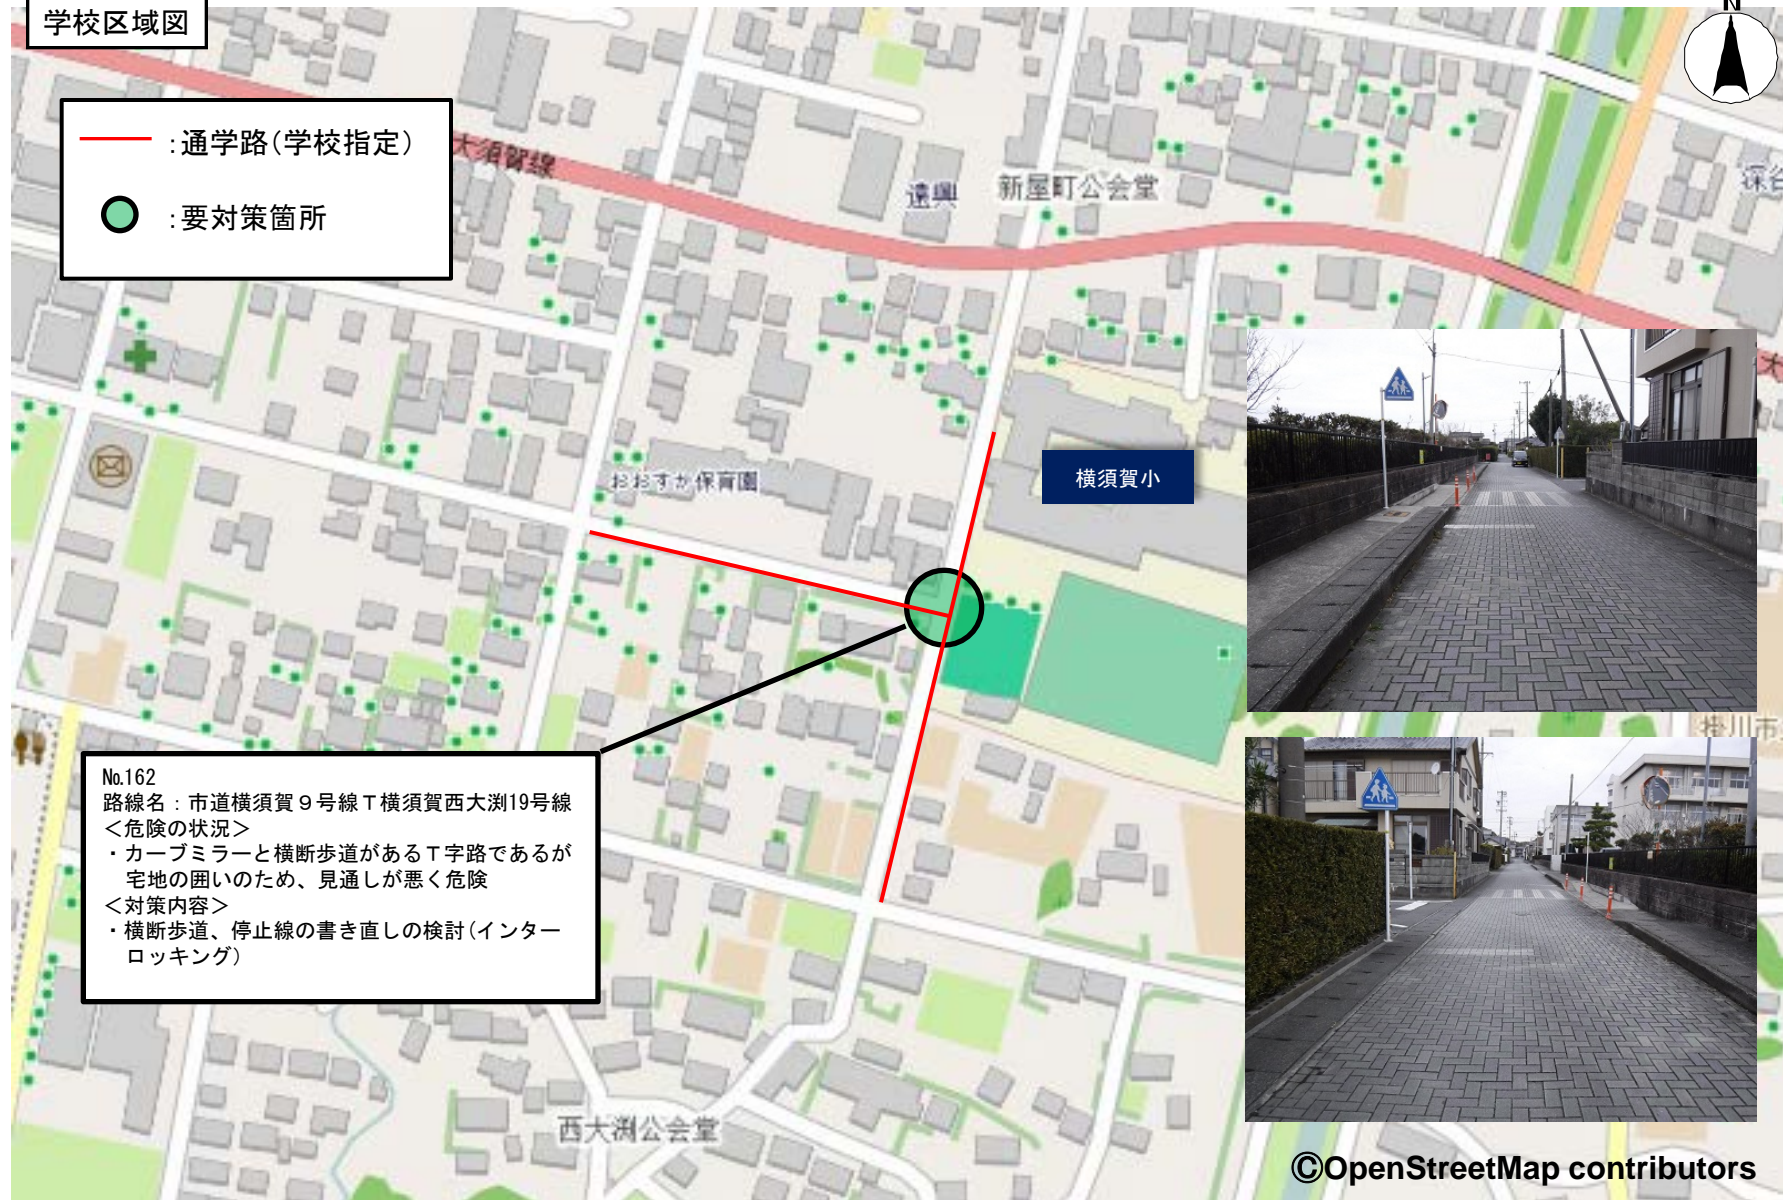 学校区域図
N
:通学路(学校指定)
:要対策箇所
大須賀線
遠興
新屋町公会堂
おおすか保育園
横須賀小
掛川市
No.162
路線名：市道横須賀９号線Ｔ横須賀西大渕19号線
＜危険の状況＞
・カーブミラーと横断歩道があるＴ字路であるが
宅地の囲いのため、見通しが悪く危険
＜対策内容＞
・横断歩道、停止線の書き直しの検討(インター
ロッキング)
西大渕公会堂
©OpenStreetMap contributors